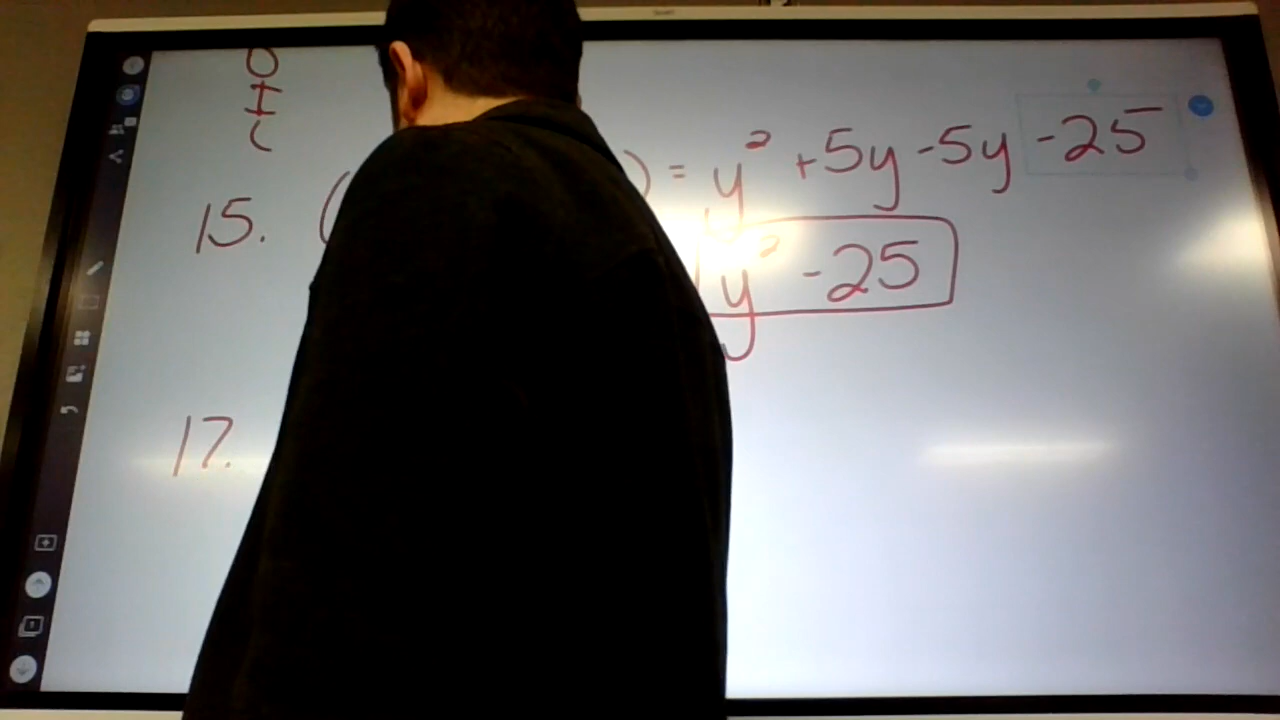 O
I
L
15. ( ) = y² +5y -5y -25
y² -25
17.